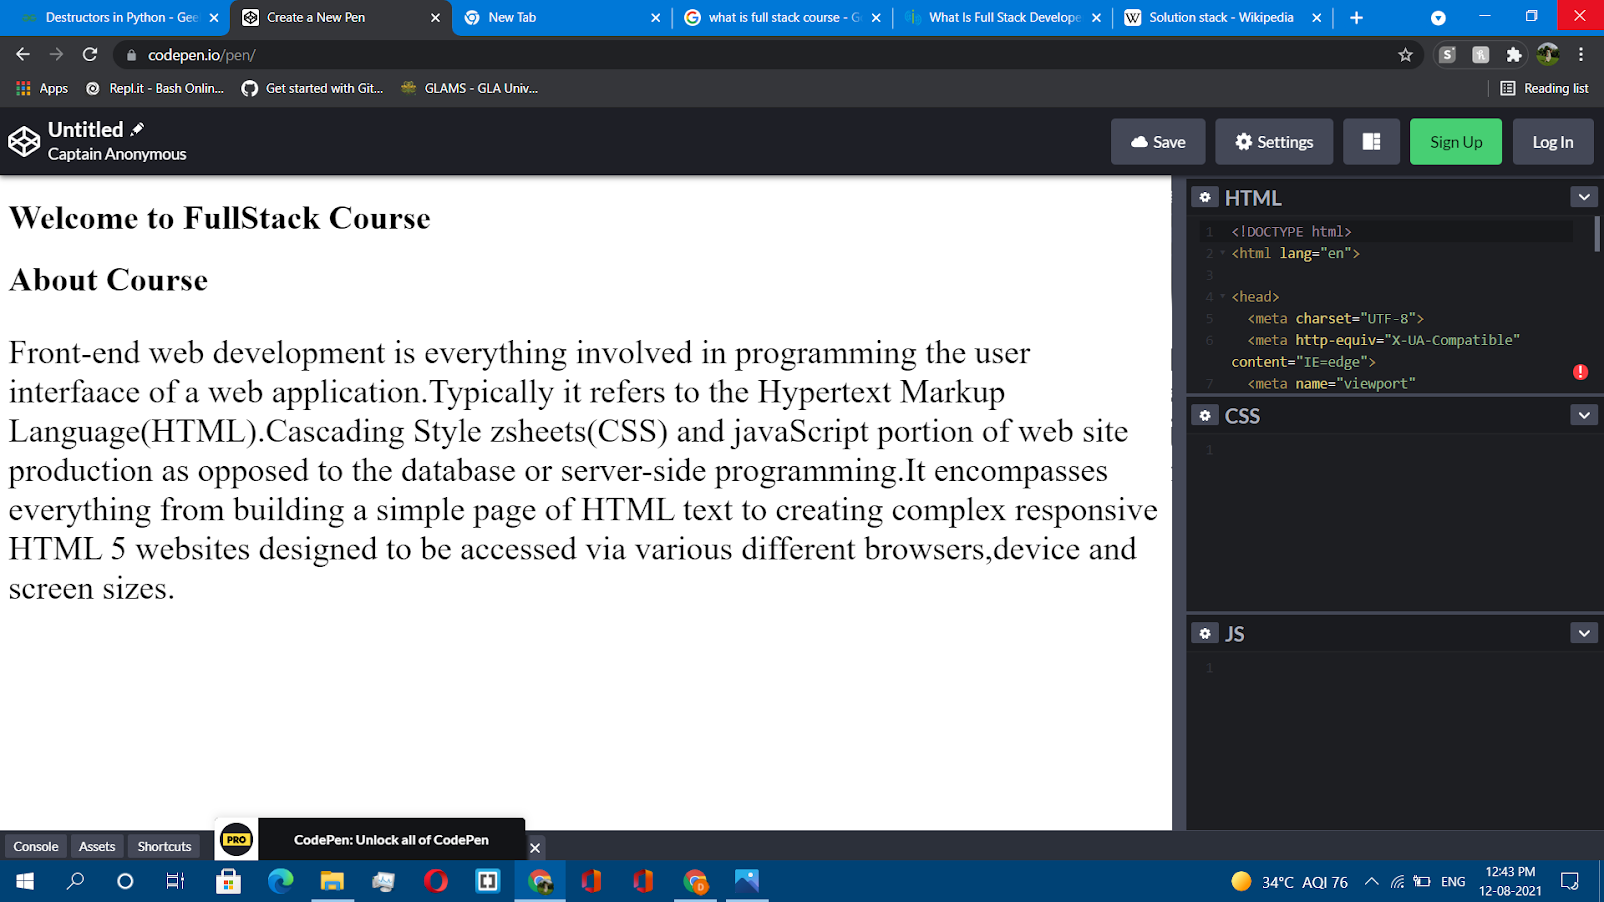 Destructors in Python - Gee
Create a New Pen
New Tab
what is full stack course - G
What Is Full Stack Develope
Solution stack - Wikipedia
codepen.io/pen/
Apps
Repl.it - Bash Onlin...
Get started with Git...
GLAMS - GLA Univ...
Reading list
Untitled
Captain Anonymous
Save
Settings
Sign Up
Log In
Welcome to FullStack Course
About Course
Front-end web development is everything involved in programming the user
interfaace of a web application.Typically it refers to the Hypertext Markup
Language(HTML).Cascading Style zsheets(CSS) and javaScript portion of web site
production as opposed to the database or server-side programming.It encompasses
everything from building a simple page of HTML text to creating complex responsive
HTML 5 websites designed to be accessed via various different browsers,device and
screen sizes.
HTML
1 <!DOCTYPE html>
2 <html lang="en">
3
4 <head>
5 <meta charset="UTF-8">
6 <meta http-equiv="X-UA-Compatible"
content="IE=edge">
7 <meta name="viewport"
CSS
1
JS
1
Console
Assets
Shortcuts
PRO
CodePen: Unlock all of CodePen
34°C AQI 76
ENG
12:43 PM
12-08-2021